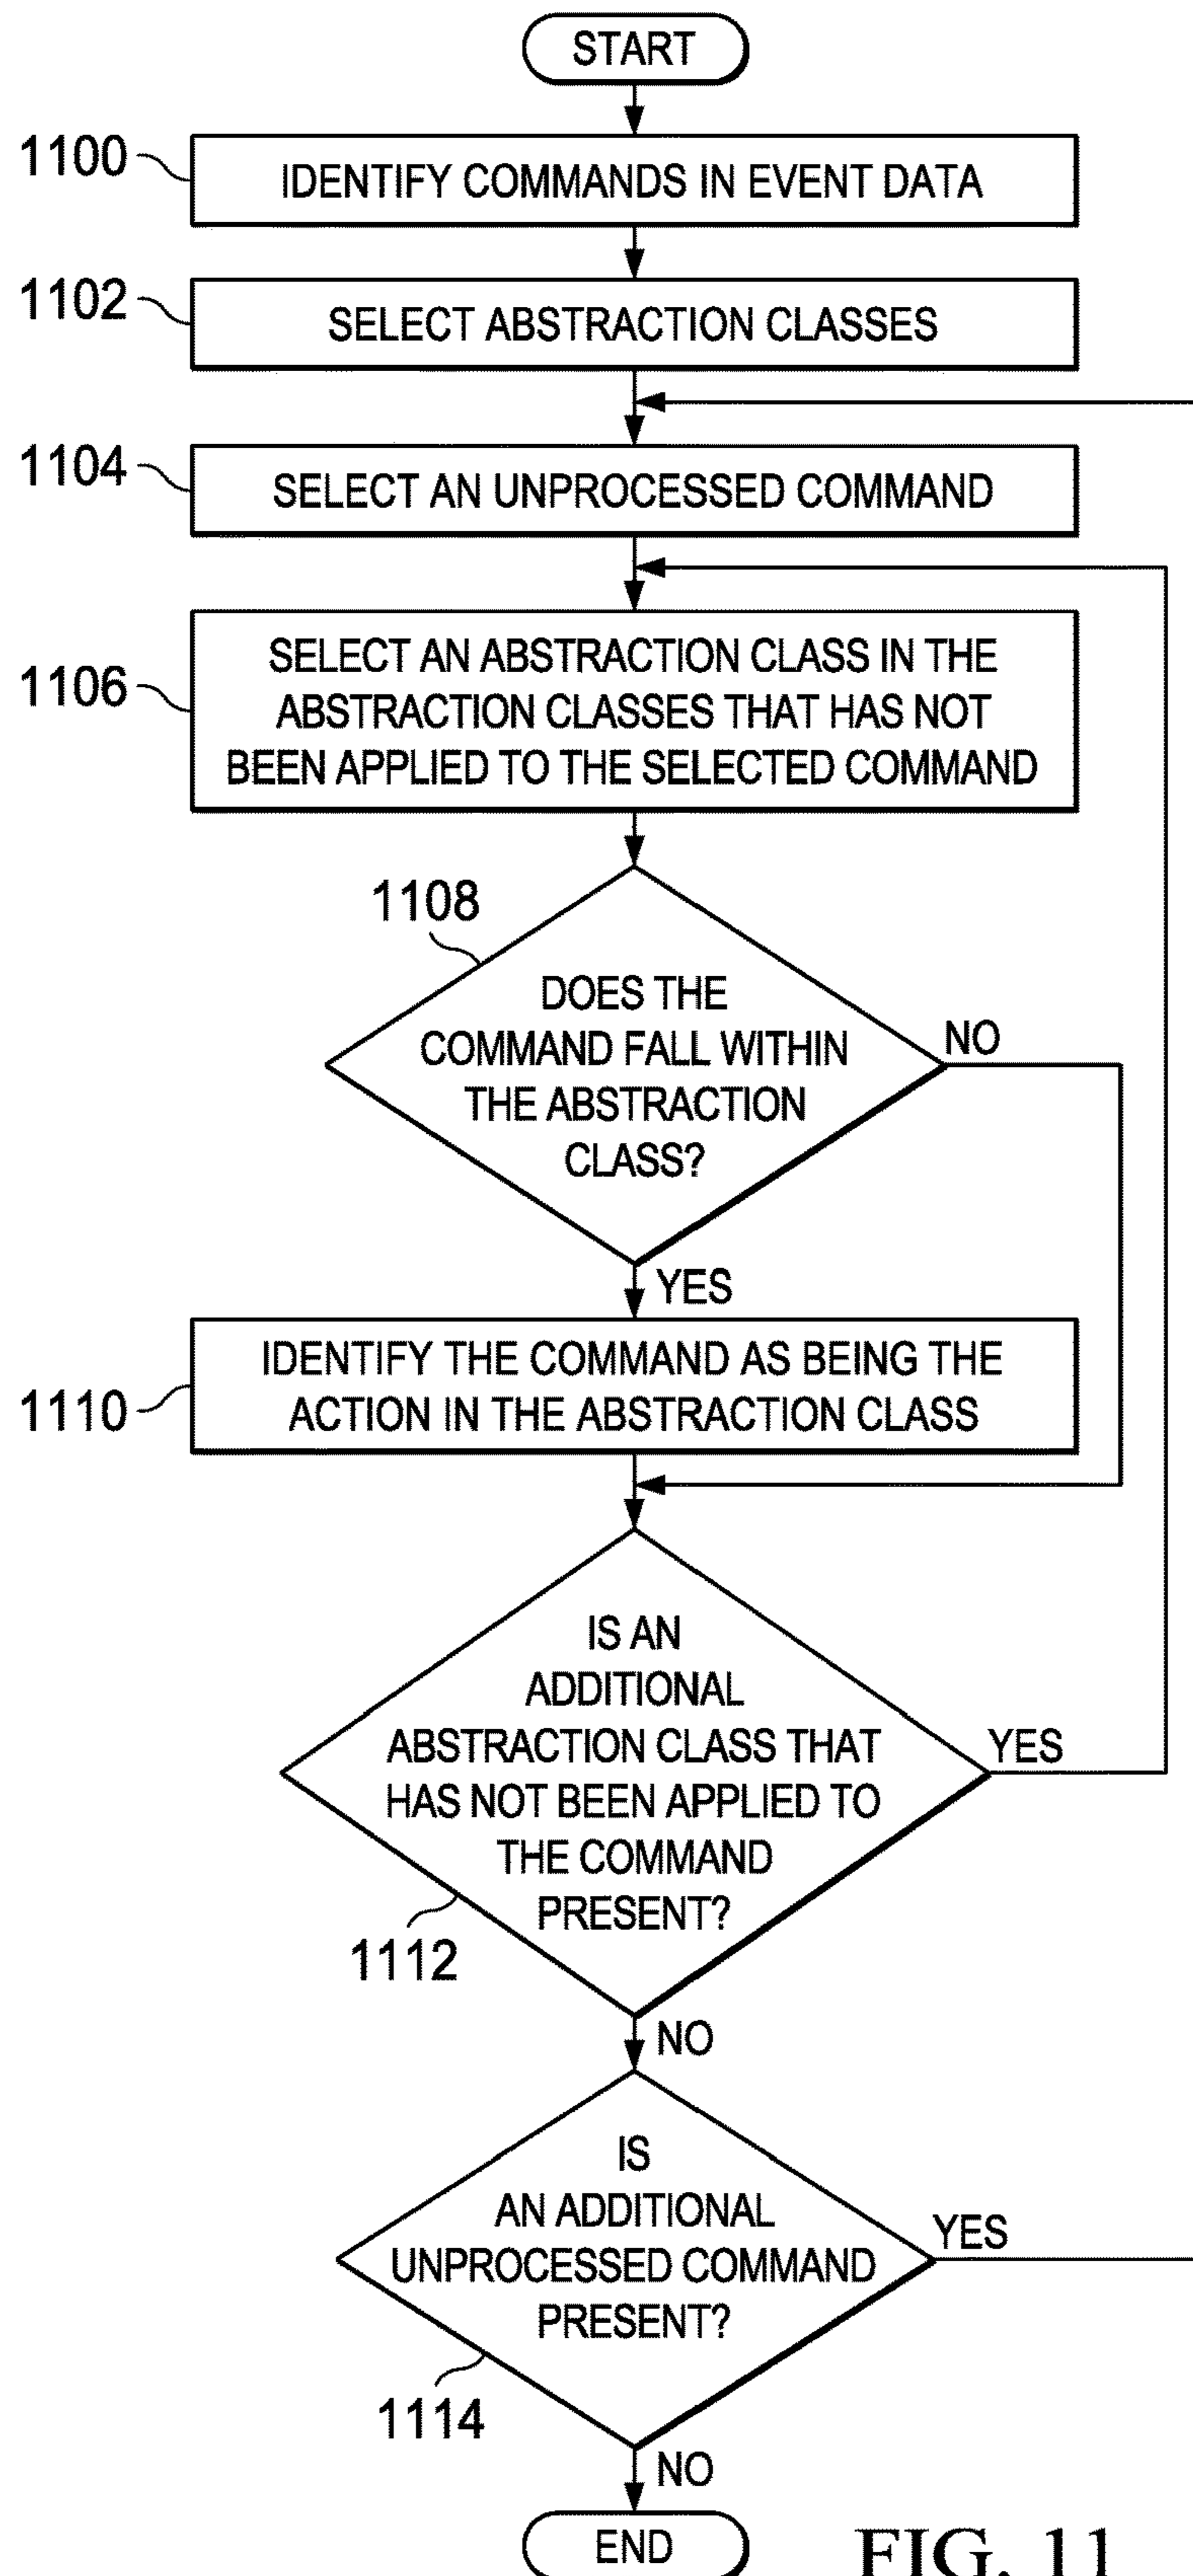 START
1100
IDENTIFY COMMANDS IN EVENT DATA
1102
SELECT ABSTRACTION CLASSES
1104
SELECT AN UNPROCESSED COMMAND
1106
SELECT AN ABSTRACTION CLASS IN THE
ABSTRACTION CLASSES THAT HAS NOT
BEEN APPLIED TO THE SELECTED COMMAND
1108
DOES THE
COMMAND FALL WITHIN
THE ABSTRACTION
CLASS?
NO
YES
1110
IDENTIFY THE COMMAND AS BEING THE
ACTION IN THE ABSTRACTION CLASS
IS AN
ADDITIONAL
ABSTRACTION CLASS THAT
HAS NOT BEEN APPLIED TO
THE COMMAND
PRESENT?
YES
1112
NO
IS
AN ADDITIONAL
UNPROCESSED COMMAND
PRESENT?
YES
1114
NO
END
FIG. 11